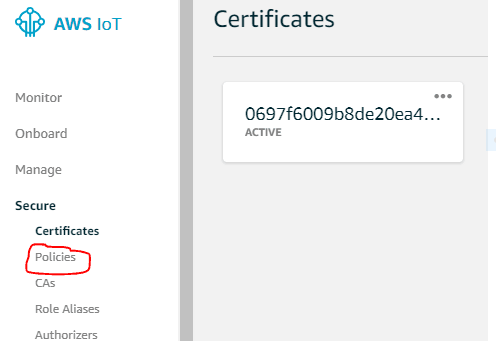 AWS IoT
Monitor
Onboard
Manage
Secure
Certificates
Policies
CAs
Role Aliases
Authorizers
Certificates
•••
0697f6009b8de20ea4...
ACTIVE